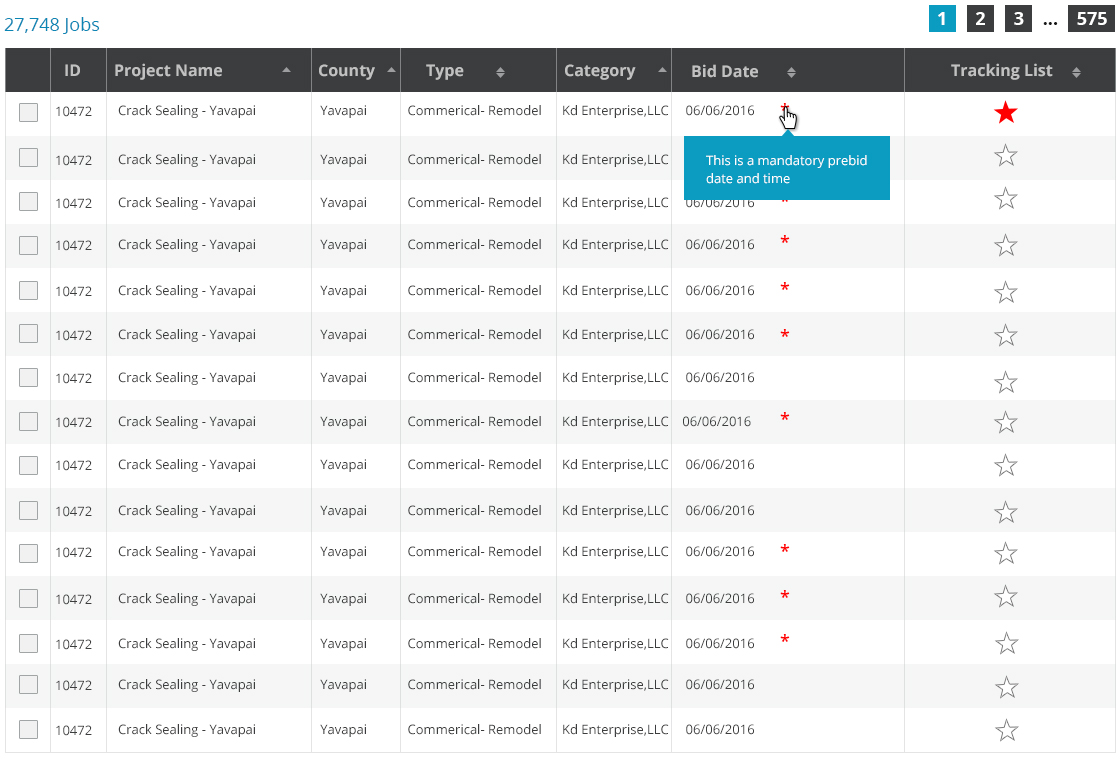 27,748 Jobs
1 2 3 ... 575
ID Project Name County Type Category Bid Date Tracking List
10472 Crack Sealing - Yavapai Yavapai Commerical- Remodel Kd Enterprise,LLC 06/06/2016 *
10472 Crack Sealing - Yavapai Yavapai Commerical- Remodel Kd Enterprise,LLC
This is a mandatory prebid
date and time
10472 Crack Sealing - Yavapai Yavapai Commerical- Remodel Kd Enterprise,LLC 06/06/2016 *
10472 Crack Sealing - Yavapai Yavapai Commerical- Remodel Kd Enterprise,LLC 06/06/2016 *
10472 Crack Sealing - Yavapai Yavapai Commerical- Remodel Kd Enterprise,LLC 06/06/2016 *
10472 Crack Sealing - Yavapai Yavapai Commerical- Remodel Kd Enterprise,LLC 06/06/2016 *
10472 Crack Sealing - Yavapai Yavapai Commerical- Remodel Kd Enterprise,LLC 06/06/2016
10472 Crack Sealing - Yavapai Yavapai Commerical- Remodel Kd Enterprise,LLC 06/06/2016 *
10472 Crack Sealing - Yavapai Yavapai Commerical- Remodel Kd Enterprise,LLC 06/06/2016
10472 Crack Sealing - Yavapai Yavapai Commerical- Remodel Kd Enterprise,LLC 06/06/2016
10472 Crack Sealing - Yavapai Yavapai Commerical- Remodel Kd Enterprise,LLC 06/06/2016 *
10472 Crack Sealing - Yavapai Yavapai Commerical- Remodel Kd Enterprise,LLC 06/06/2016 *
10472 Crack Sealing - Yavapai Yavapai Commerical- Remodel Kd Enterprise,LLC 06/06/2016 *
10472 Crack Sealing - Yavapai Yavapai Commerical- Remodel Kd Enterprise,LLC 06/06/2016
10472 Crack Sealing - Yavapai Yavapai Commerical- Remodel Kd Enterprise,LLC 06/06/2016